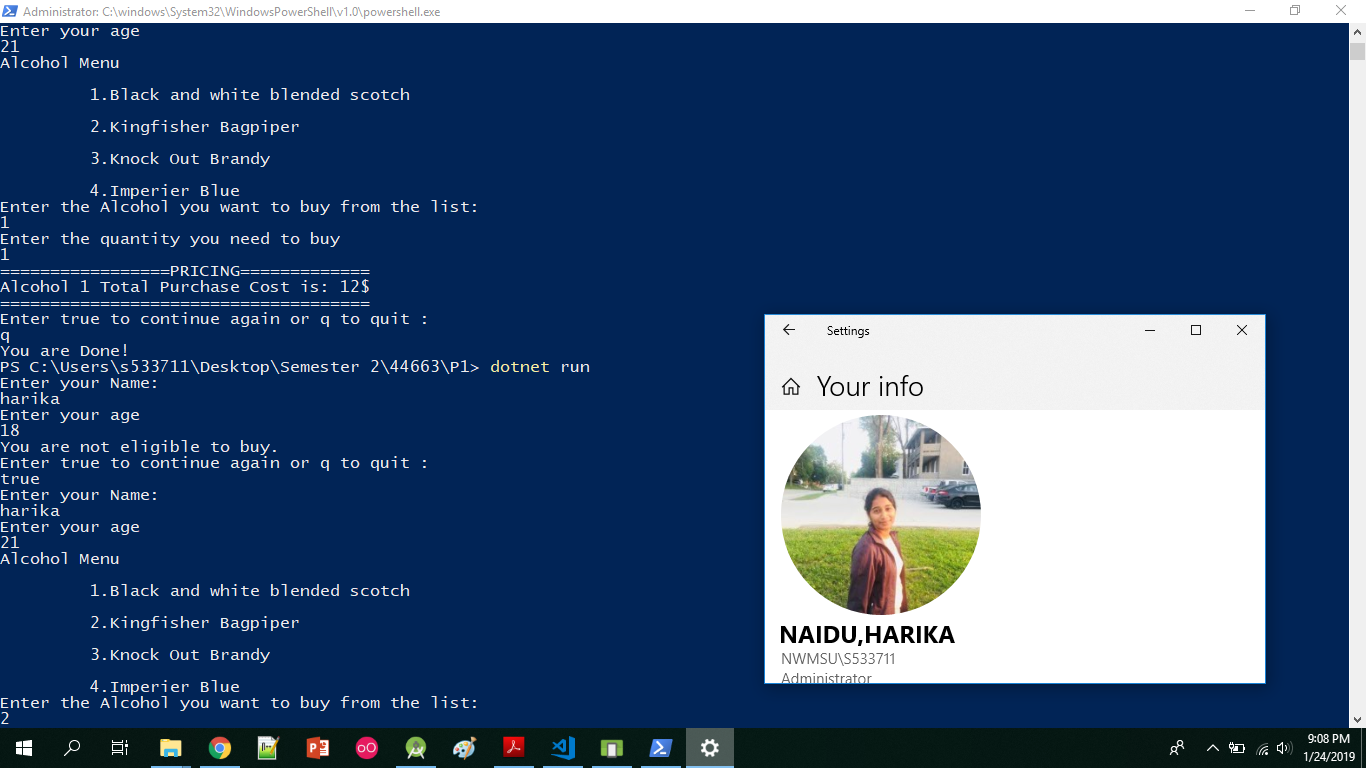 Administrator: C:\windows\System32\WindowsPowerShell\v1.0\powershell.exe
Enter your age
21
Alcohol Menu
1.Black and white blended scotch
2.Kingfisher Bagpiper
3.Knock Out Brandy
4.Imperier Blue
Enter the Alcohol you want to buy from the list:
1
Enter the quantity you need to buy
1
=================PRICING=============
Alcohol 1 Total Purchase Cost is: 12$
=====================================
Enter true to continue again or q to quit :
q
You are Done!
PS C:\Users\s533711\Desktop\Semester 2\44663\P1> dotnet run
Enter your Name:
harika
Enter your age
18
You are not eligible to buy.
Enter true to continue again or q to quit :
true
Enter your Name:
harika
Enter your age
21
Alcohol Menu
1.Black and white blended scotch
2.Kingfisher Bagpiper
3.Knock Out Brandy
4.Imperier Blue
Enter the Alcohol you want to buy from the list:
2
Settings
Your info
NAIDU,HARIKA
NWMSU\S533711
Administrator
9:08 PM
1/24/2019